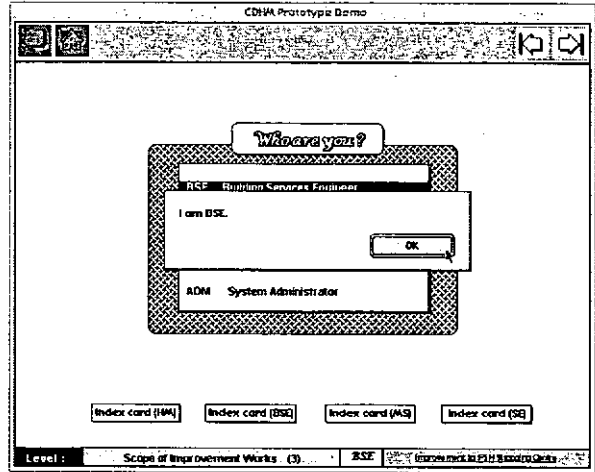 CDHM Prototype Demo
Who are you?
BSE Building Services Engineer
I am BSE.
OK
ADM System Administrator
Index card (HM) Index card (BSE) Index card (MS) Index card (SE)
Level : Scope of Improvement Works (3) BSE